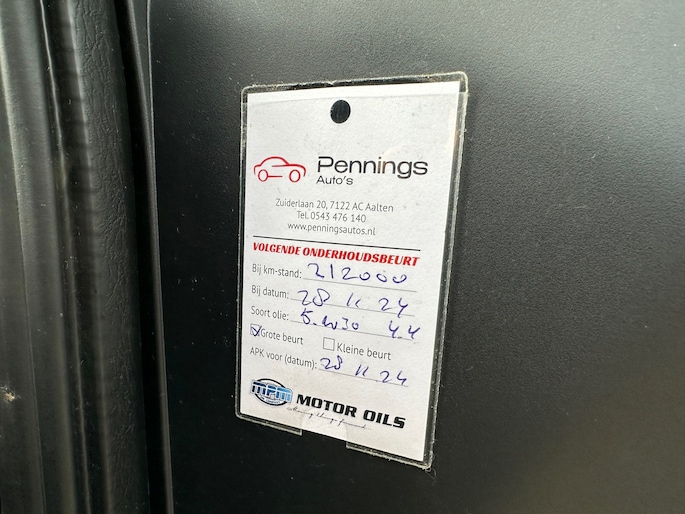 Pennings
Auto's
Zuiderlaan 20, 7122 AC Aalten
Tel. 0543 476 140
www.penningsautos.nl
VOLGENDE ONDERHOUDSBEURT
Bij km-stand: 212000
Bij datum: 28 11 24
Soort olie: 5.W30 4.4
Grote beurt Kleine beurt
APK voor (datum): 28 11 24
MPM MOTOR OILS